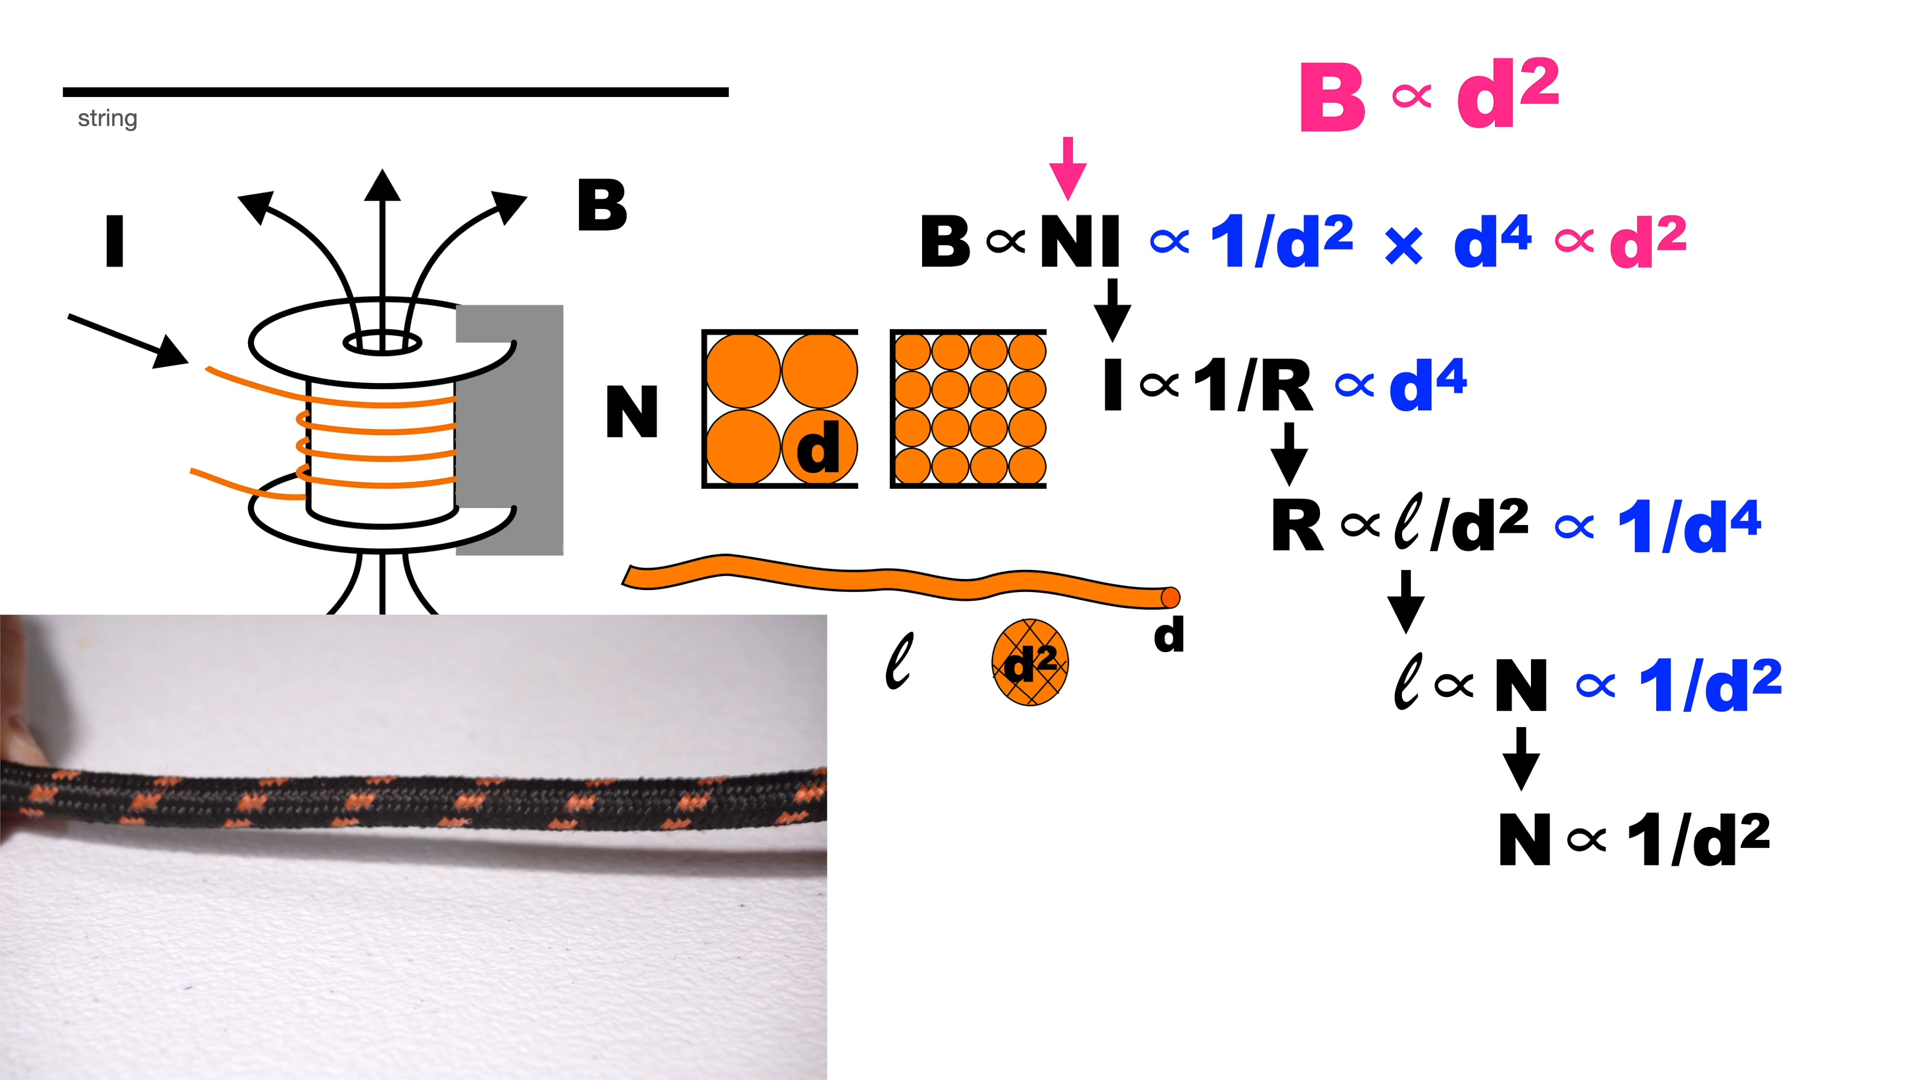 B ∝ d²
string
I
B
B ∝ NI ∝ 1/d² × d⁴ ∝ d²
N
d
I ∝ 1/R ∝ d⁴
R ∝ ℓ/d² ∝ 1/d⁴
d
ℓ
d²
ℓ ∝ N ∝ 1/d²
N ∝ 1/d²